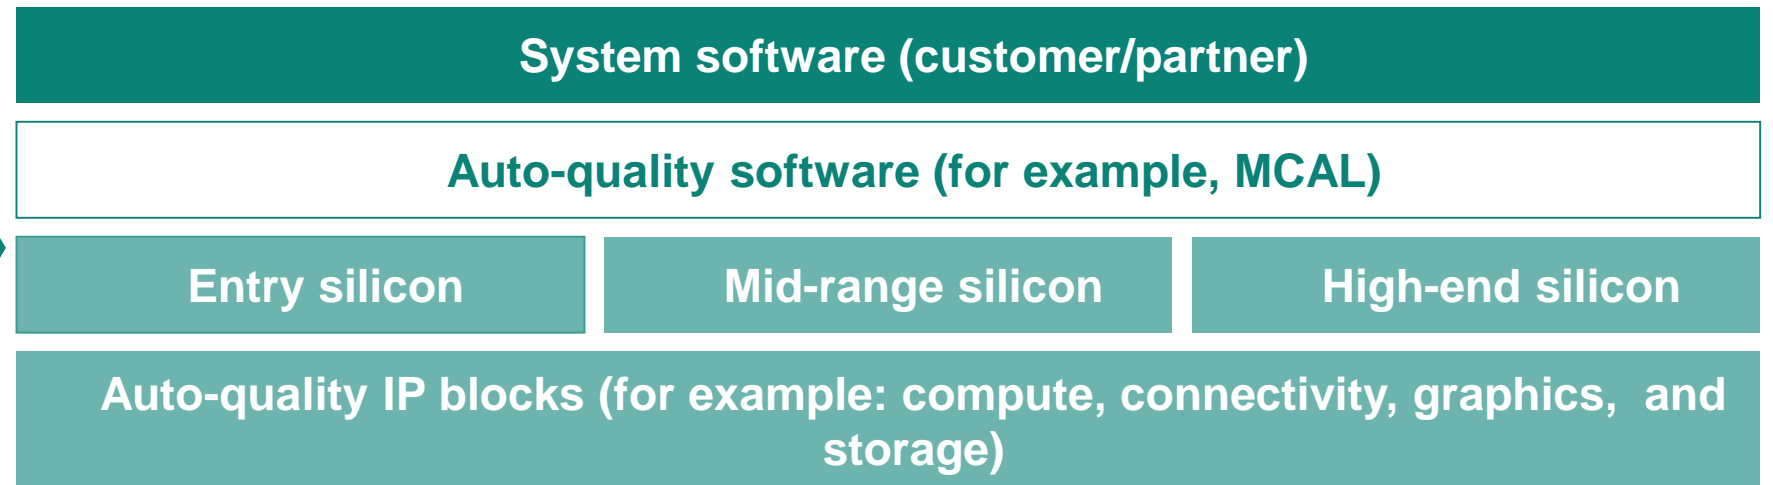 System software (customer/partner)
Auto-quality software (for example, MCAL)
Entry silicon
Mid-range silicon
High-end silicon
Auto-quality IP blocks (for example: compute, connectivity, graphics,  and
storage)